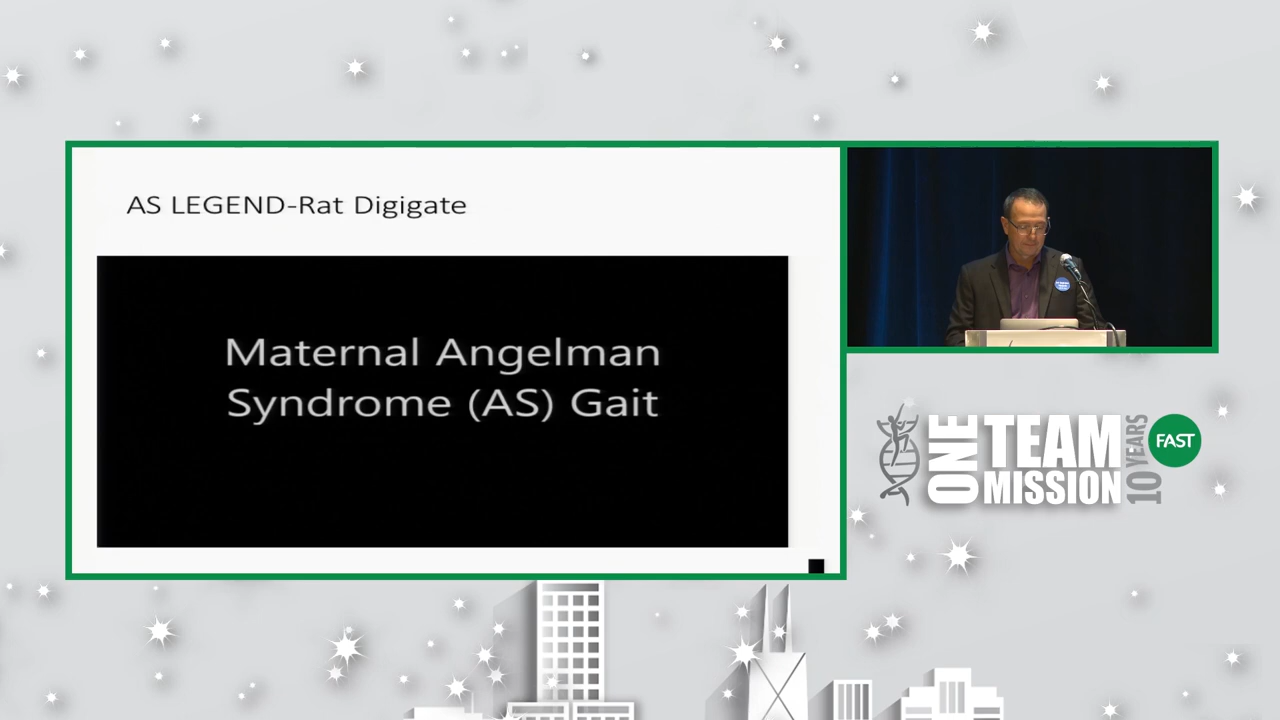 AS LEGEND-Rat Digigate
Maternal Angelman
Syndrome (AS) Gait
ONE
TEAM
MISSION
10 YEARS
FAST